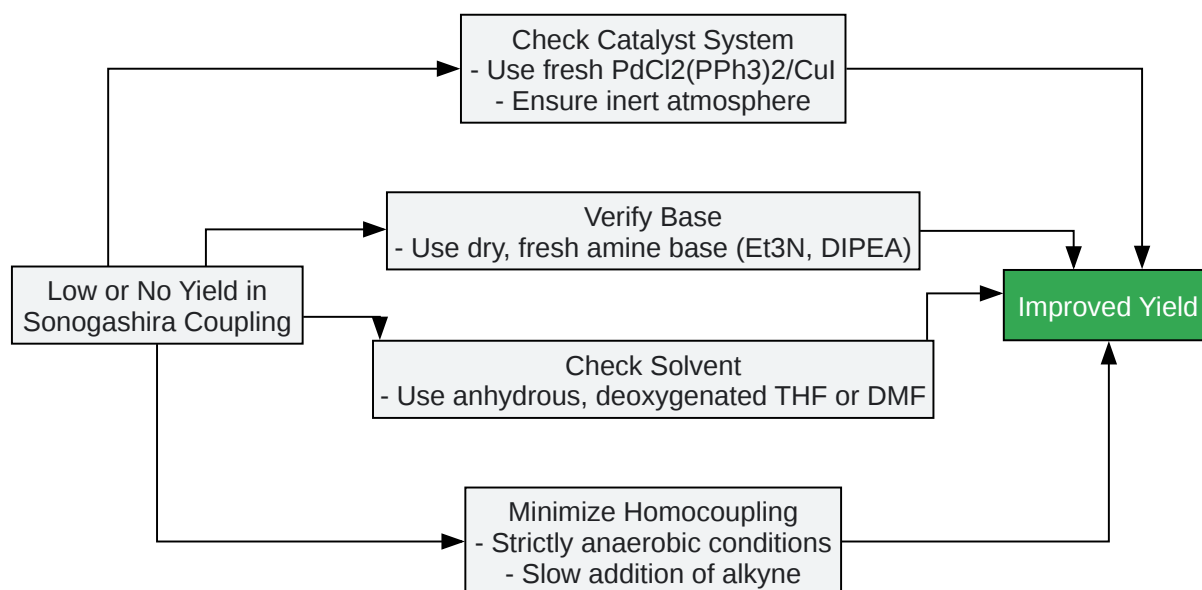 Check Catalyst System
- Use fresh PdCl2(PPh3)2/CuI
- Ensure inert atmosphere
Verify Base
- Use dry, fresh amine base (Et3N, DIPEA)
Low or No Yield in
Sonogashira Coupling
Improved Yield
Check Solvent
- Use anhydrous, deoxygenated THF or DMF
Minimize Homocoupling
- Strictly anaerobic conditions
- Slow addition of alkyne